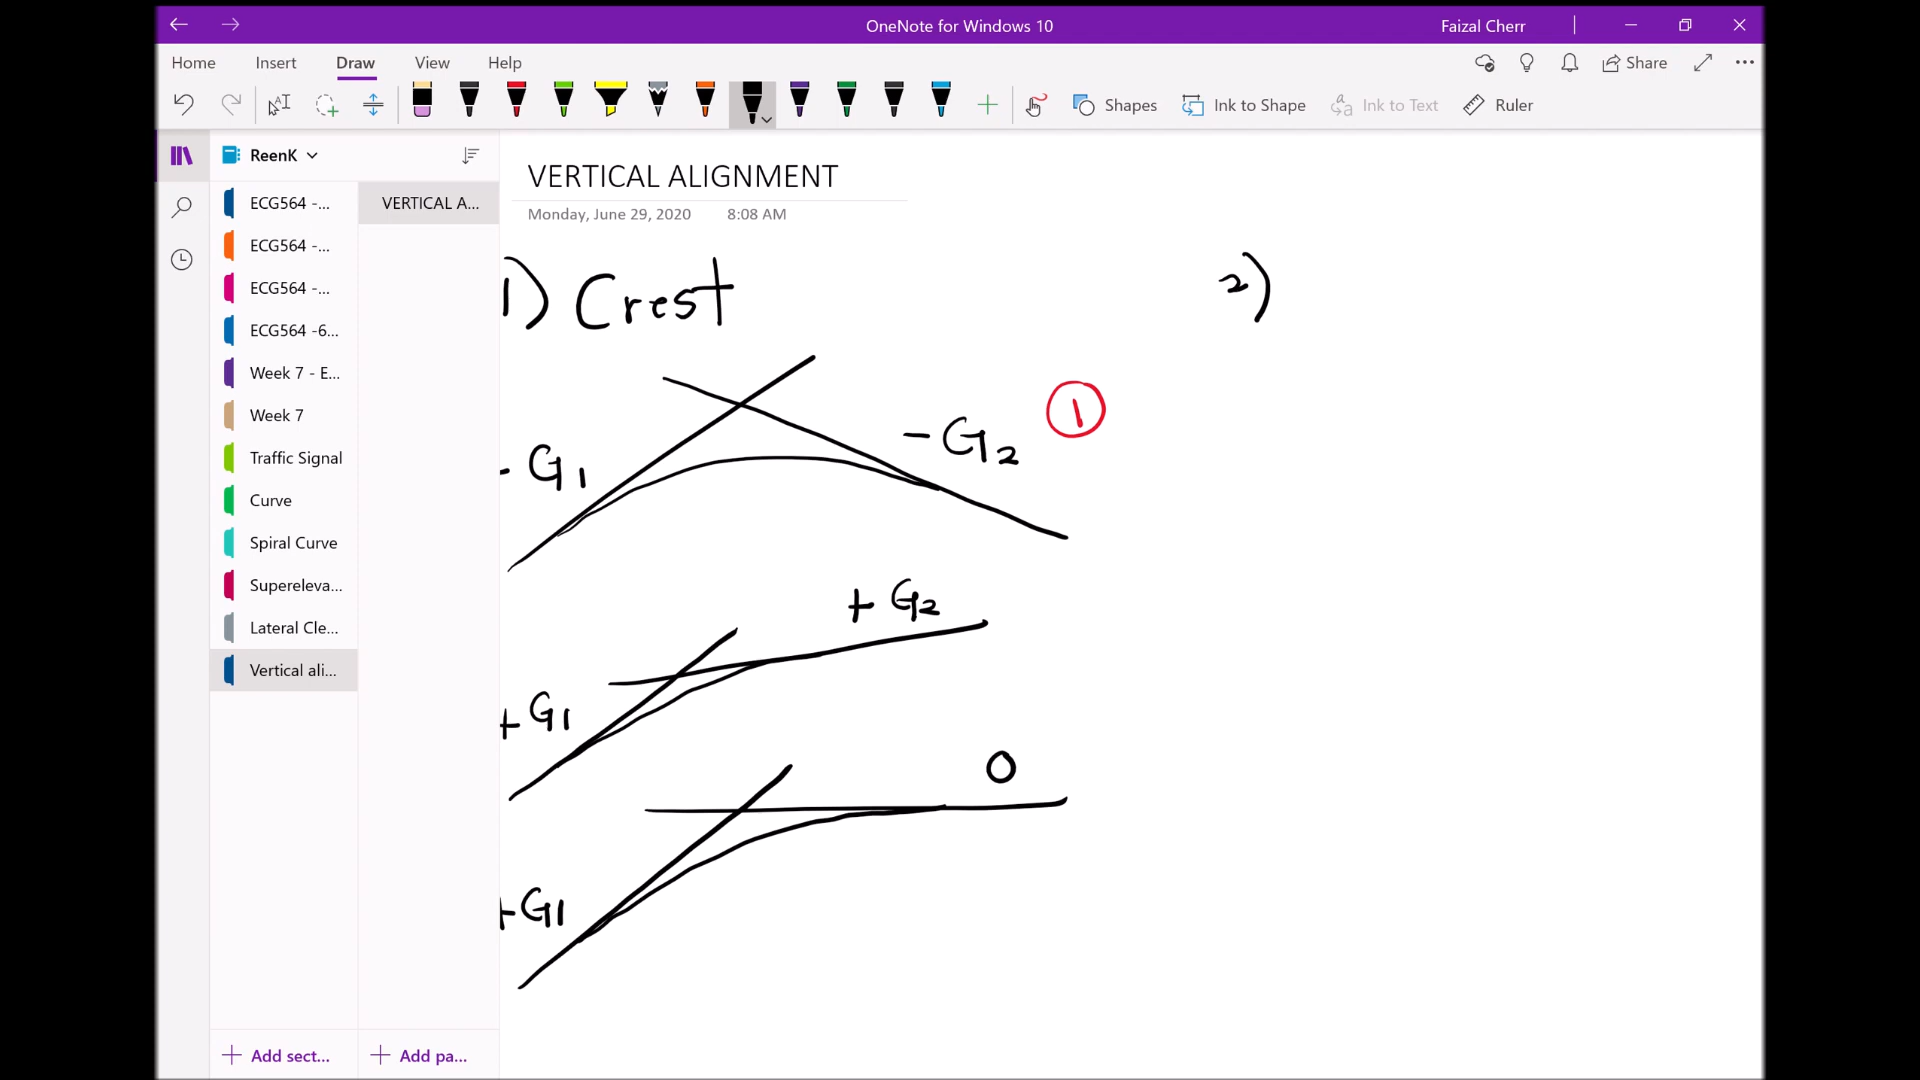 OneNote for Windows 10
Faizal Cherr
Home Insert Draw View Help
Share
Shapes
Ink to Shape
Ink to Text
Ruler
ReenK
ECG564 -...
ECG564 -...
ECG564 -...
ECG564 -6...
Week 7 - E...
Week 7
Traffic Signal
Curve
Spiral Curve
Supereleva...
Lateral Cle...
Vertical ali...
Add sect...
VERTICAL A...
Add pa...
VERTICAL ALIGNMENT
Monday, June 29, 2020 8:08 AM
1) Crest
2)
- G2
1
- G1
+ G2
+G1
0
+G1